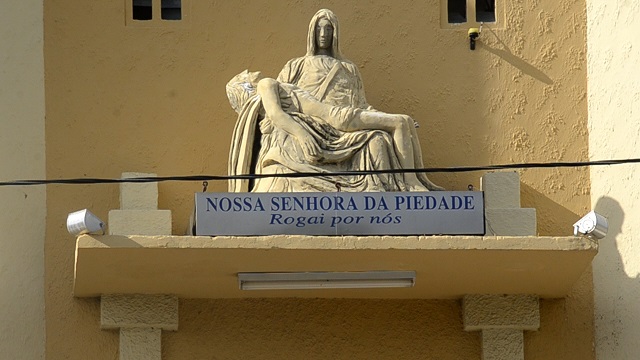 NOSSA SENHORA DA PIEDADE
Rogai por nós